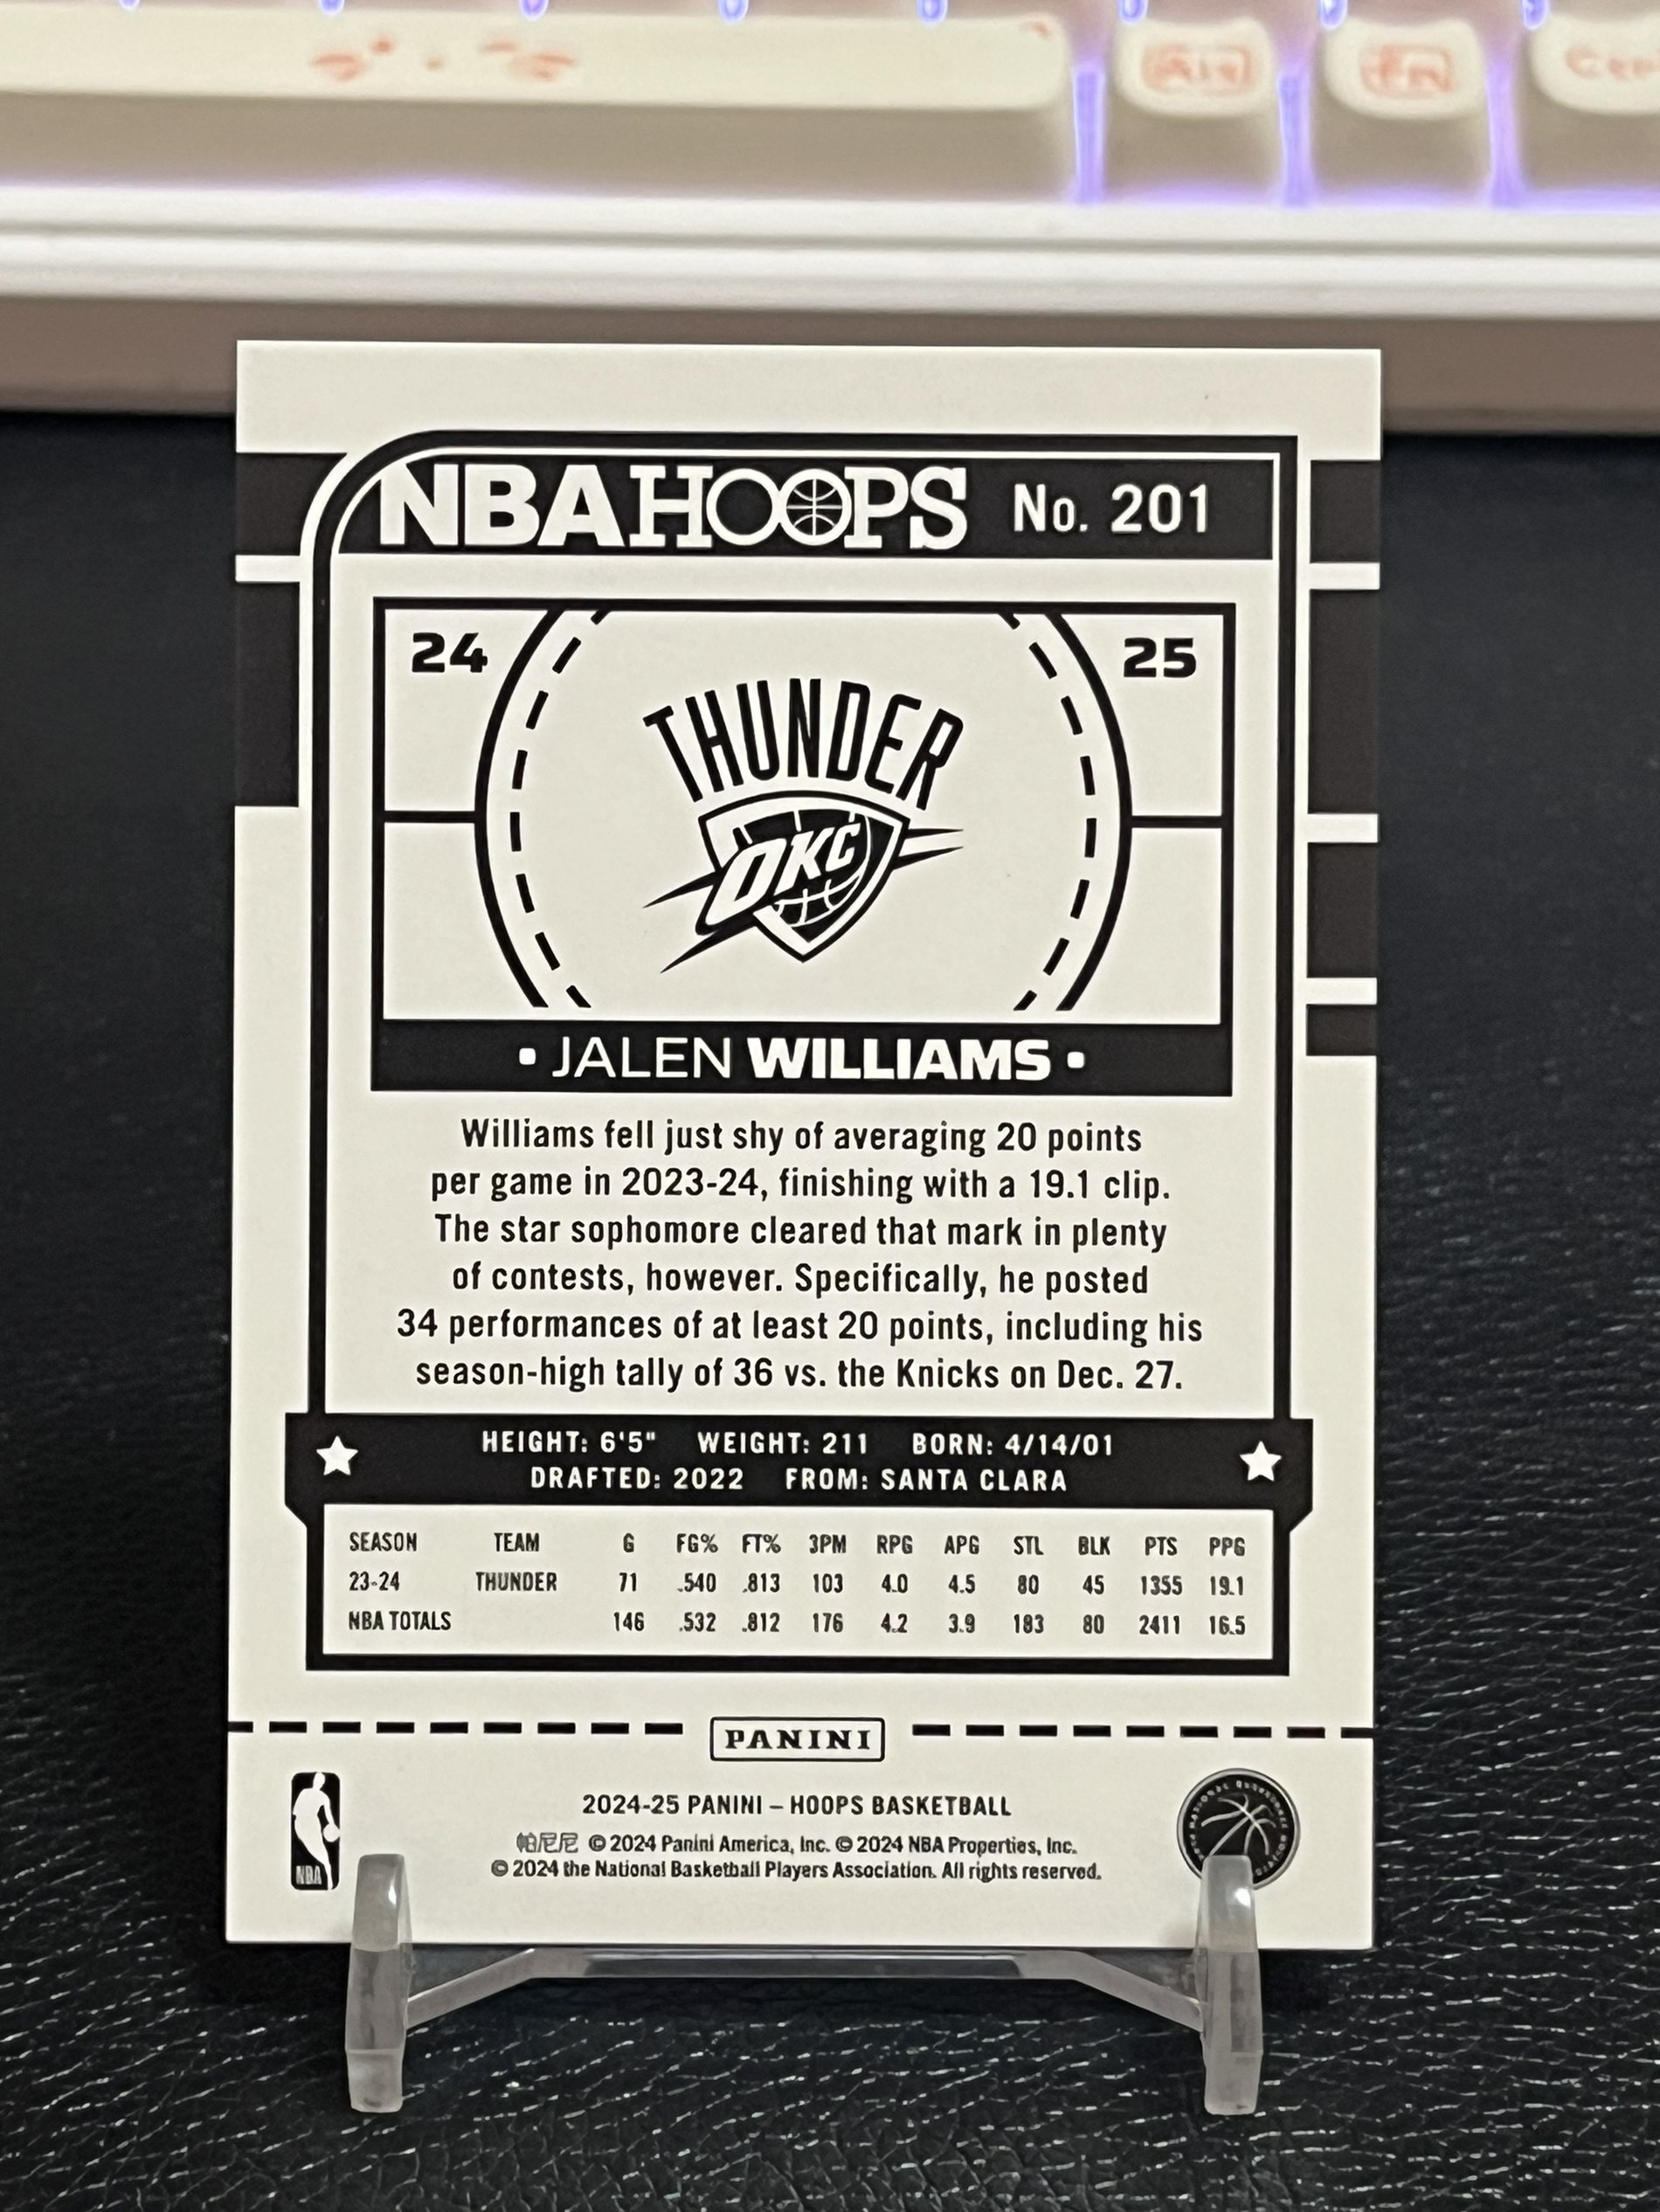 Alt
Fn
NBA HOOPS No. 201
24
25
THUNDER
OKC
• JALEN WILLIAMS •
Williams fell just shy of averaging 20 points
per game in 2023-24, finishing with a 19.1 clip.
The star sophomore cleared that mark in plenty
of contests, however. Specifically, he posted
34 performances of at least 20 points, including his
season-high tally of 36 vs. the Knicks on Dec. 27.
HEIGHT: 6'5" WEIGHT: 211 BORN: 4/14/01
DRAFTED: 2022 FROM: SANTA CLARA
SEASON TEAM G FG% FT% 3PM RPG APG STL BLK PTS PPG
23-24 THUNDER 71 .540 .813 103 4.0 4.5 80 45 1355 19.1
NBA TOTALS 146 .532 .812 176 4.2 3.9 183 80 2411 16.5
PANINI
2024-25 PANINI – HOOPS BASKETBALL
帕尼尼 © 2024 Panini America, Inc. © 2024 NBA Properties, Inc.
© 2024 the National Basketball Players Association. All rights reserved.
NBA